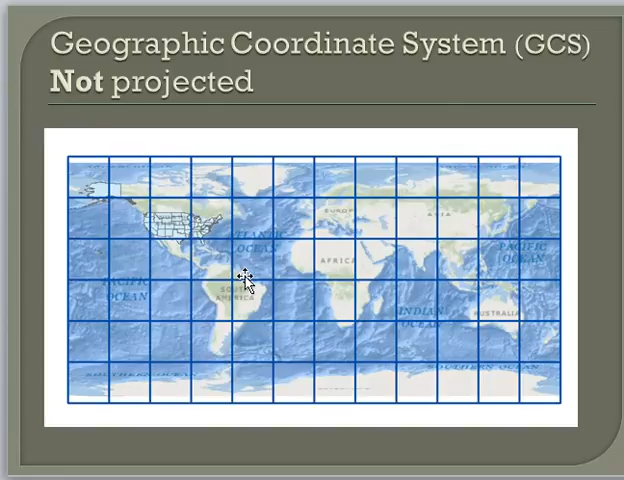 Geographic Coordinate System (GCS)
Not projected
EUROPE
ASIA
ATLANTIC
OCEAN
PACIFIC
OCEAN
AFRICA
PACIFIC
OCEAN
SOUTH
AMERICA
INDIAN
OCEAN
AUSTRALIA
SOUTHERN OCEAN
SOUTHERN OCEAN